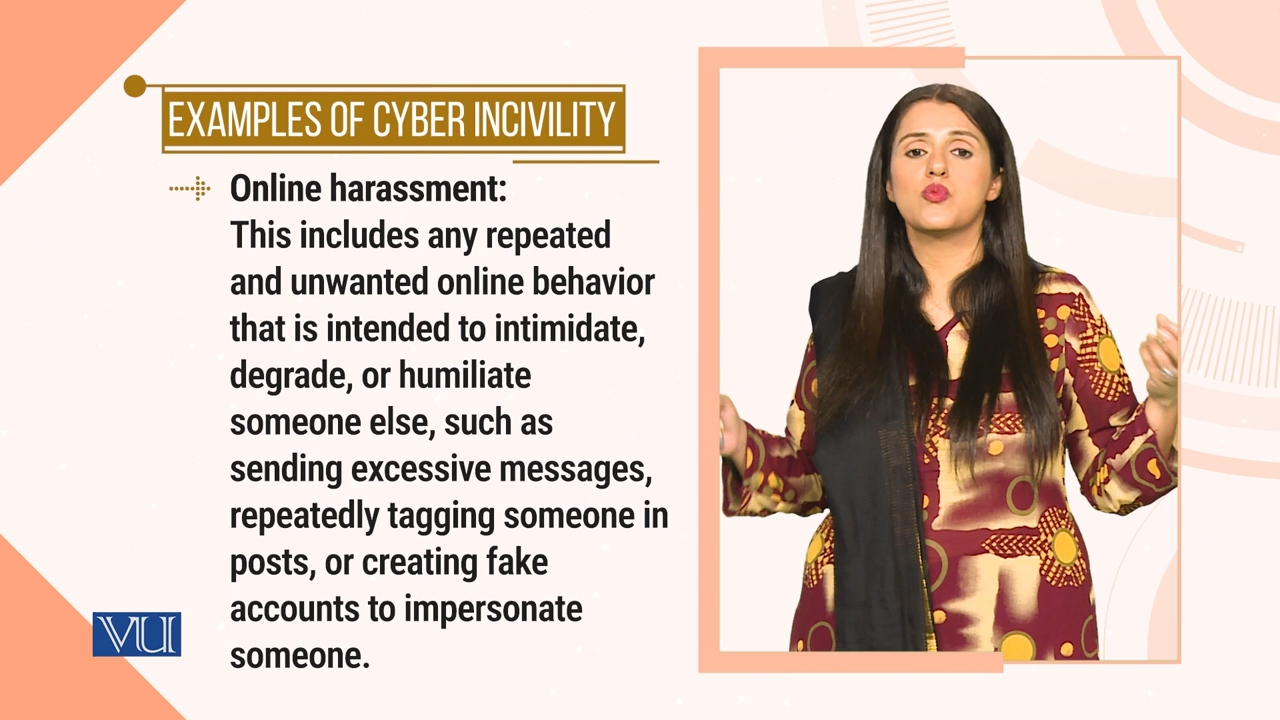 EXAMPLES OF CYBER INCIVILITY
Online harassment:
This includes any repeated
and unwanted online behavior
that is intended to intimidate,
degrade, or humiliate
someone else, such as
sending excessive messages,
repeatedly tagging someone in
posts, or creating fake
accounts to impersonate
someone.
VU